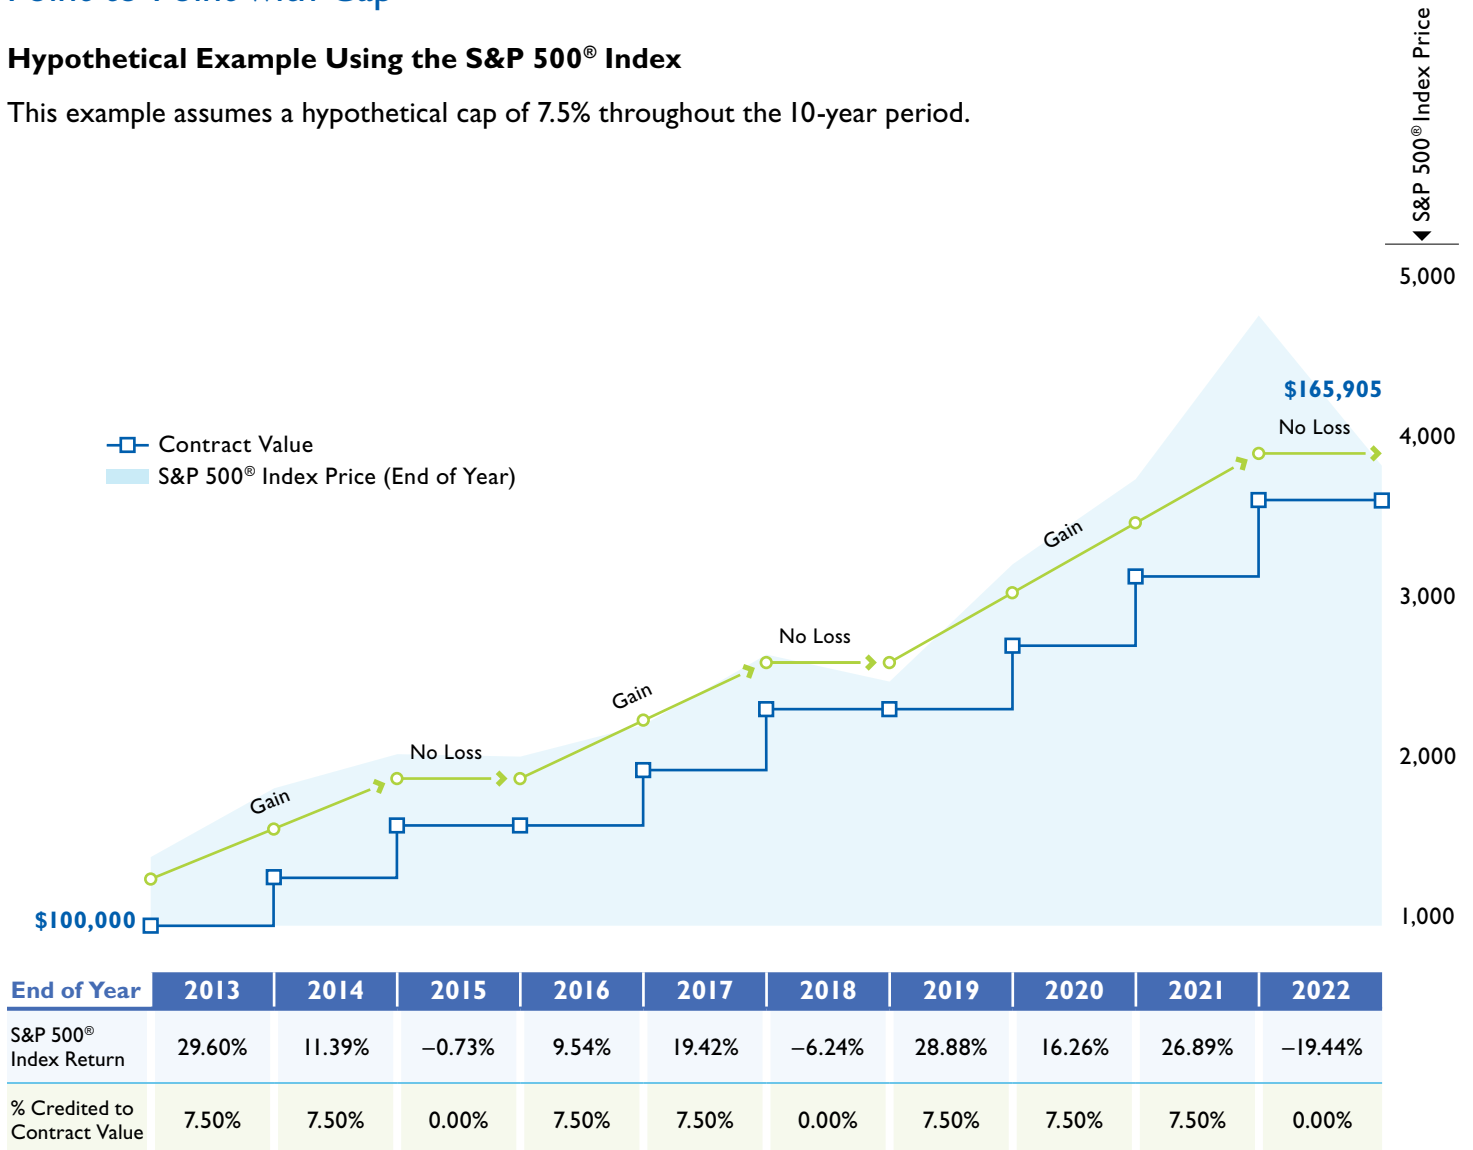 Point-to-Point with Cap
Hypothetical Example Using the S&P 500® Index
This example assumes a hypothetical cap of 7.5% throughout the 10-year period.
S&P 500® Index Price
5,000
$165,905
No Loss
4,000
Contract Value
S&P 500® Index Price (End of Year)
Gain
3,000
No Loss
Gain
2,000
No Loss
Gain
1,000
$100,000
End of Year 2013 2014 2015 2016 2017 2018 2019 2020 2021 2022
S&P 500®
Index Return
29.60% 11.39% –0.73% 9.54% 19.42% –6.24% 28.88% 16.26% 26.89% –19.44%
% Credited to
Contract Value
7.50% 7.50% 0.00% 7.50% 7.50% 0.00% 7.50% 7.50% 7.50% 0.00%